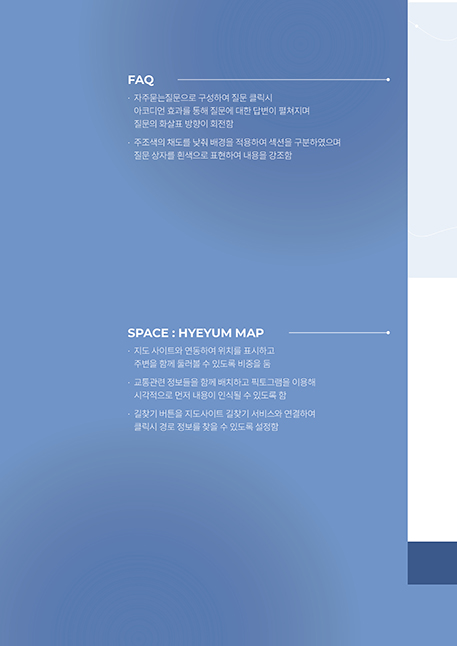 FAQ
· 자주묻는질문으로 구성하여 질문 클릭시
아코디언 효과를 통해 질문에 대한 답변이 펼쳐지며
질문의 화살표 방향이 회전함
· 주조색의 채도를 낮춰 배경을 적용하여 섹션을 구분하였으며
질문 상자를 흰색으로 표현하여 내용을 강조함
SPACE : HYEYUM MAP
· 지도 사이트와 연동하여 위치를 표시하고
주변을 함께 둘러볼 수 있도록 비중을 둠
· 교통관련 정보들을 함께 배치하고 픽토그램을 이용해
시각적으로 먼저 내용이 인식될 수 있도록 함
· 길찾기 버튼을 지도사이트 길찾기 서비스와 연결하여
클릭시 경로 정보를 찾을 수 있도록 설정함